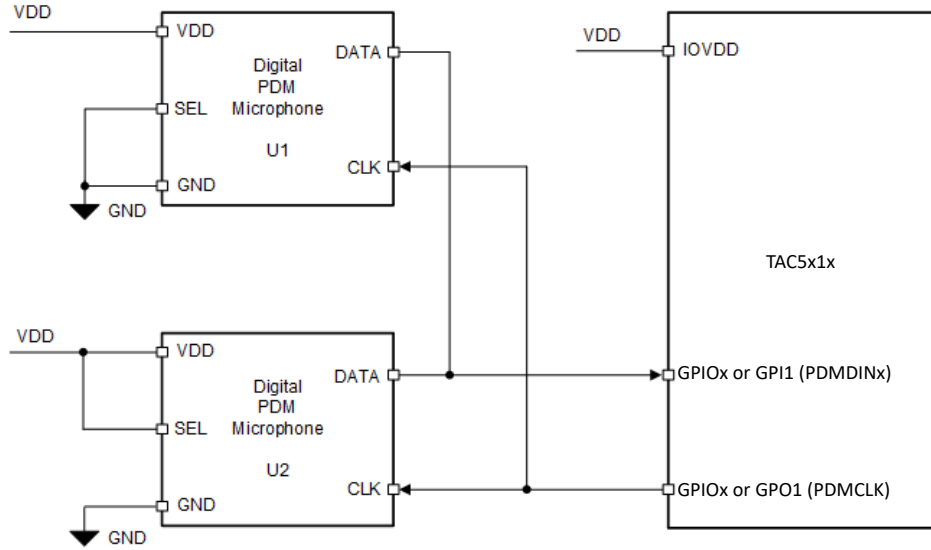 VDD
VDD
DATA
Digital
PDM
Microphone
SEL
U1
CLK
GND
GND
VDD
IOVDD
TAC5x1x
VDD
VDD
DATA
Digital
PDM
Microphone
SEL
U2
CLK
GND
GND
GPIOx or GPI1 (PDMDINx)
GPIOx or GPO1 (PDMCLK)